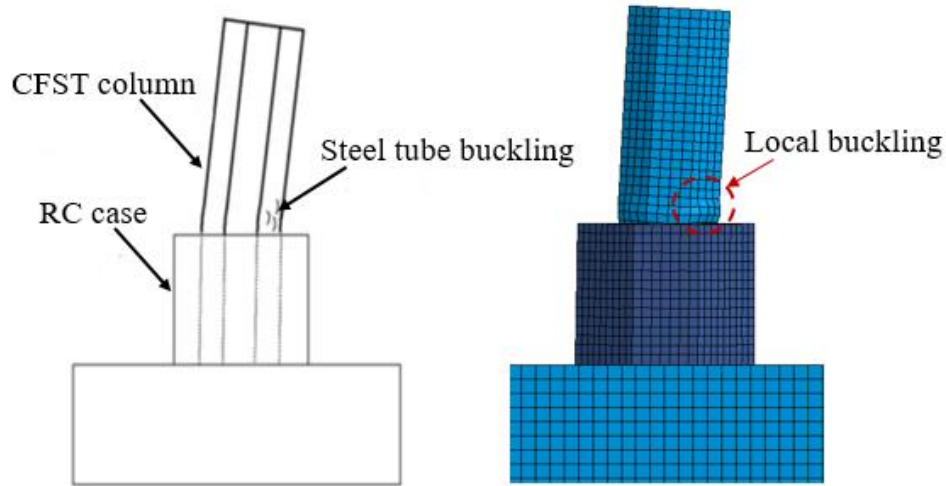 CFST column
Steel tube buckling
RC case
Local buckling